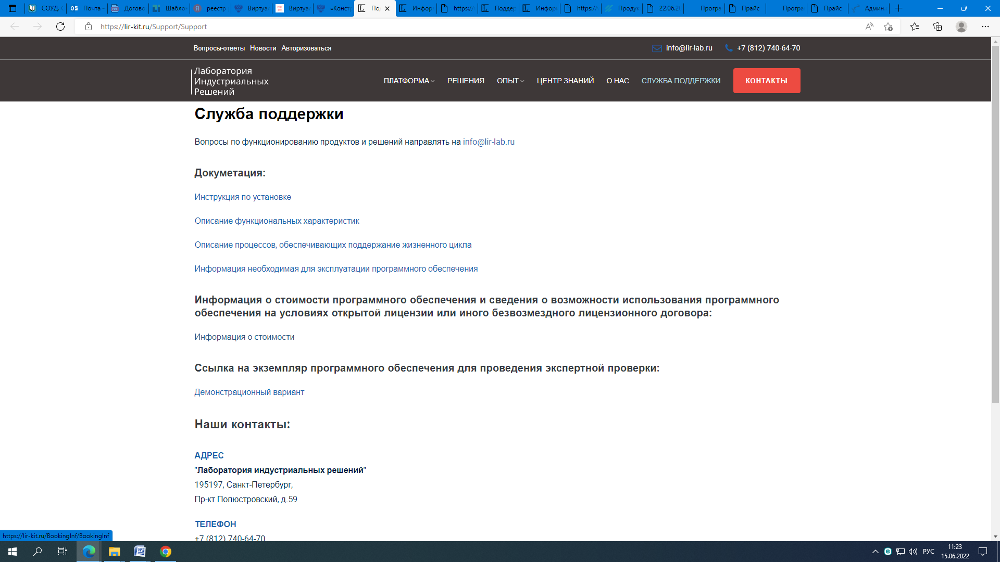 СОУД.
Почта -
Догово
Шабло
реестр
Виртуа
Виртуа
«Конст
По
Инфор
https://
Поддер
Инфор
https://
Продук
22.06.20
Програ
Прайс
Програ
Прайс
Админ
https://lir-kit.ru/Support/Support
Вопросы-ответы Новости Авторизоваться
info@lir-lab.ru +7 (812) 740-64-70
Лаборатория
Индустриальных
Решений
ПЛАТФОРМА РЕШЕНИЯ ОПЫТ ЦЕНТР ЗНАНИЙ О НАС СЛУЖБА ПОДДЕРЖКИ КОНТАКТЫ
Служба поддержки
Вопросы по функционированию продуктов и решений направлять на info@lir-lab.ru
Докуметация:
Инструкция по установке
Описание функциональных характеристик
Описание процессов, обеспечивающих поддержание жизненного цикла
Информация необходимая для эксплуатации программного обеспечения
Информация о стоимости программного обеспечения и сведения о возможности использования программного
обеспечения на условиях открытой лицензии или иного безвозмездного лицензионного договора:
Информация о стоимости
Ссылка на экземпляр программного обеспечения для проведения экспертной проверки:
Демонстрационный вариант
Наши контакты:
АДРЕС
"Лаборатория индустриальных решений"
195197, Санкт-Петербург,
Пр-кт Полюстровский, д.59
ТЕЛЕФОН
+7 (812) 740-64-70
https://lir-kit.ru/BookingInf/BookingInf
РУС
11:23
15.06.2022